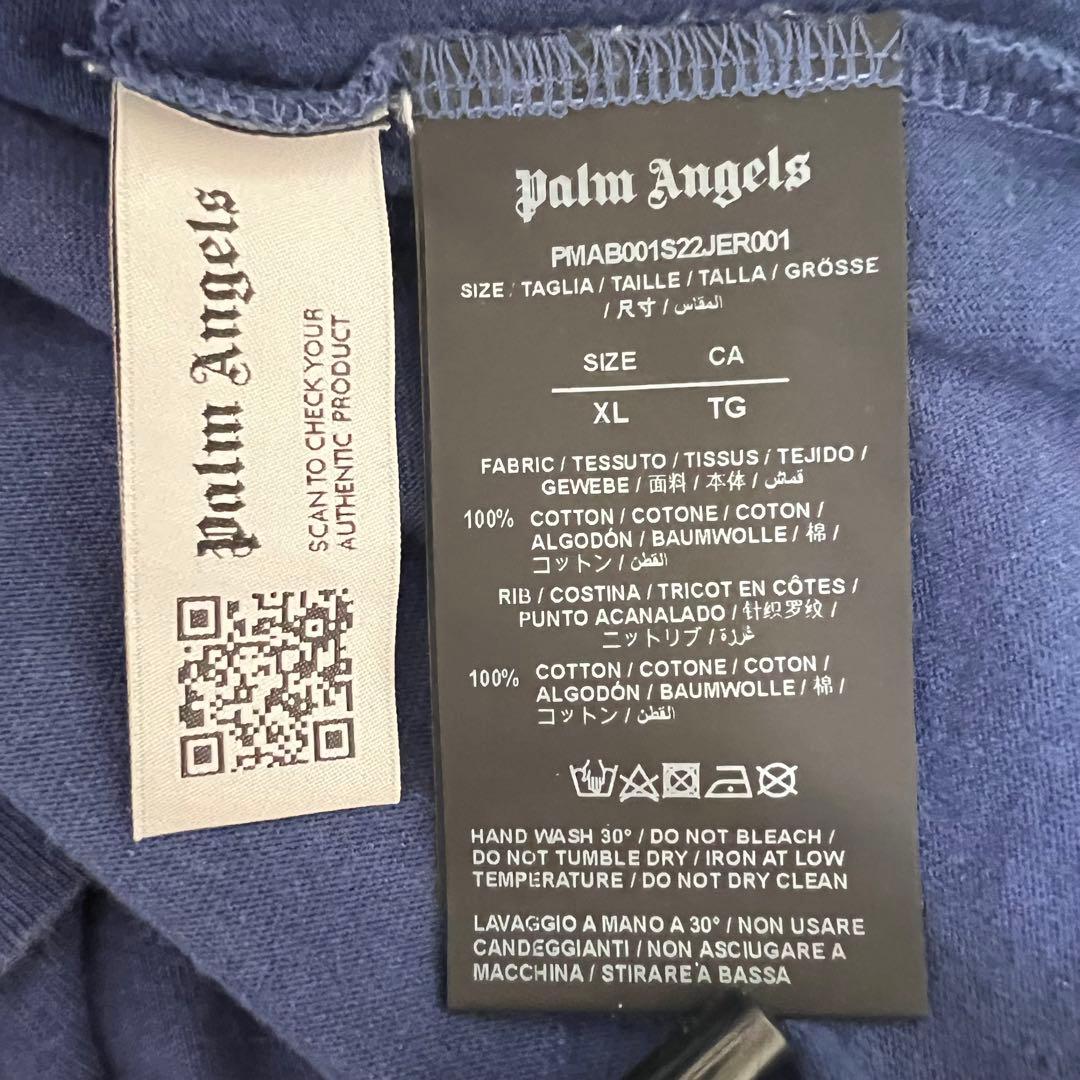 Palm Angels
SCAN TO CHECK YOUR
AUTHENTIC PRODUCT
Palm Angels
PMAB001S22JER001
SIZE / TAGLIA / TAILLE / TALLA / GRÖSSE
/ 尺寸 / المقاس
SIZE CA
XL TG
FABRIC / TESSUTO / TISSUS / TEJIDO /
GEWEBE / 面料 / 本体 / قماش
100% COTTON / COTONE / COTON /
ALGODÓN / BAUMWOLLE / 棉 /
コットン / القطن
RIB / COSTINA / TRICOT EN CÔTES /
PUNTO ACANALADO / 针织罗纹 /
ニットリブ / غرزة
100% COTTON / COTONE / COTON /
ALGODÓN / BAUMWOLLE / 棉 /
コットン / القطن
HAND WASH 30° / DO NOT BLEACH /
DO NOT TUMBLE DRY / IRON AT LOW
TEMPERATURE / DO NOT DRY CLEAN
LAVAGGIO A MANO A 30° / NON USARE
CANDEGGIANTI / NON ASCIUGARE A
MACCHINA / STIRARE A BASSA